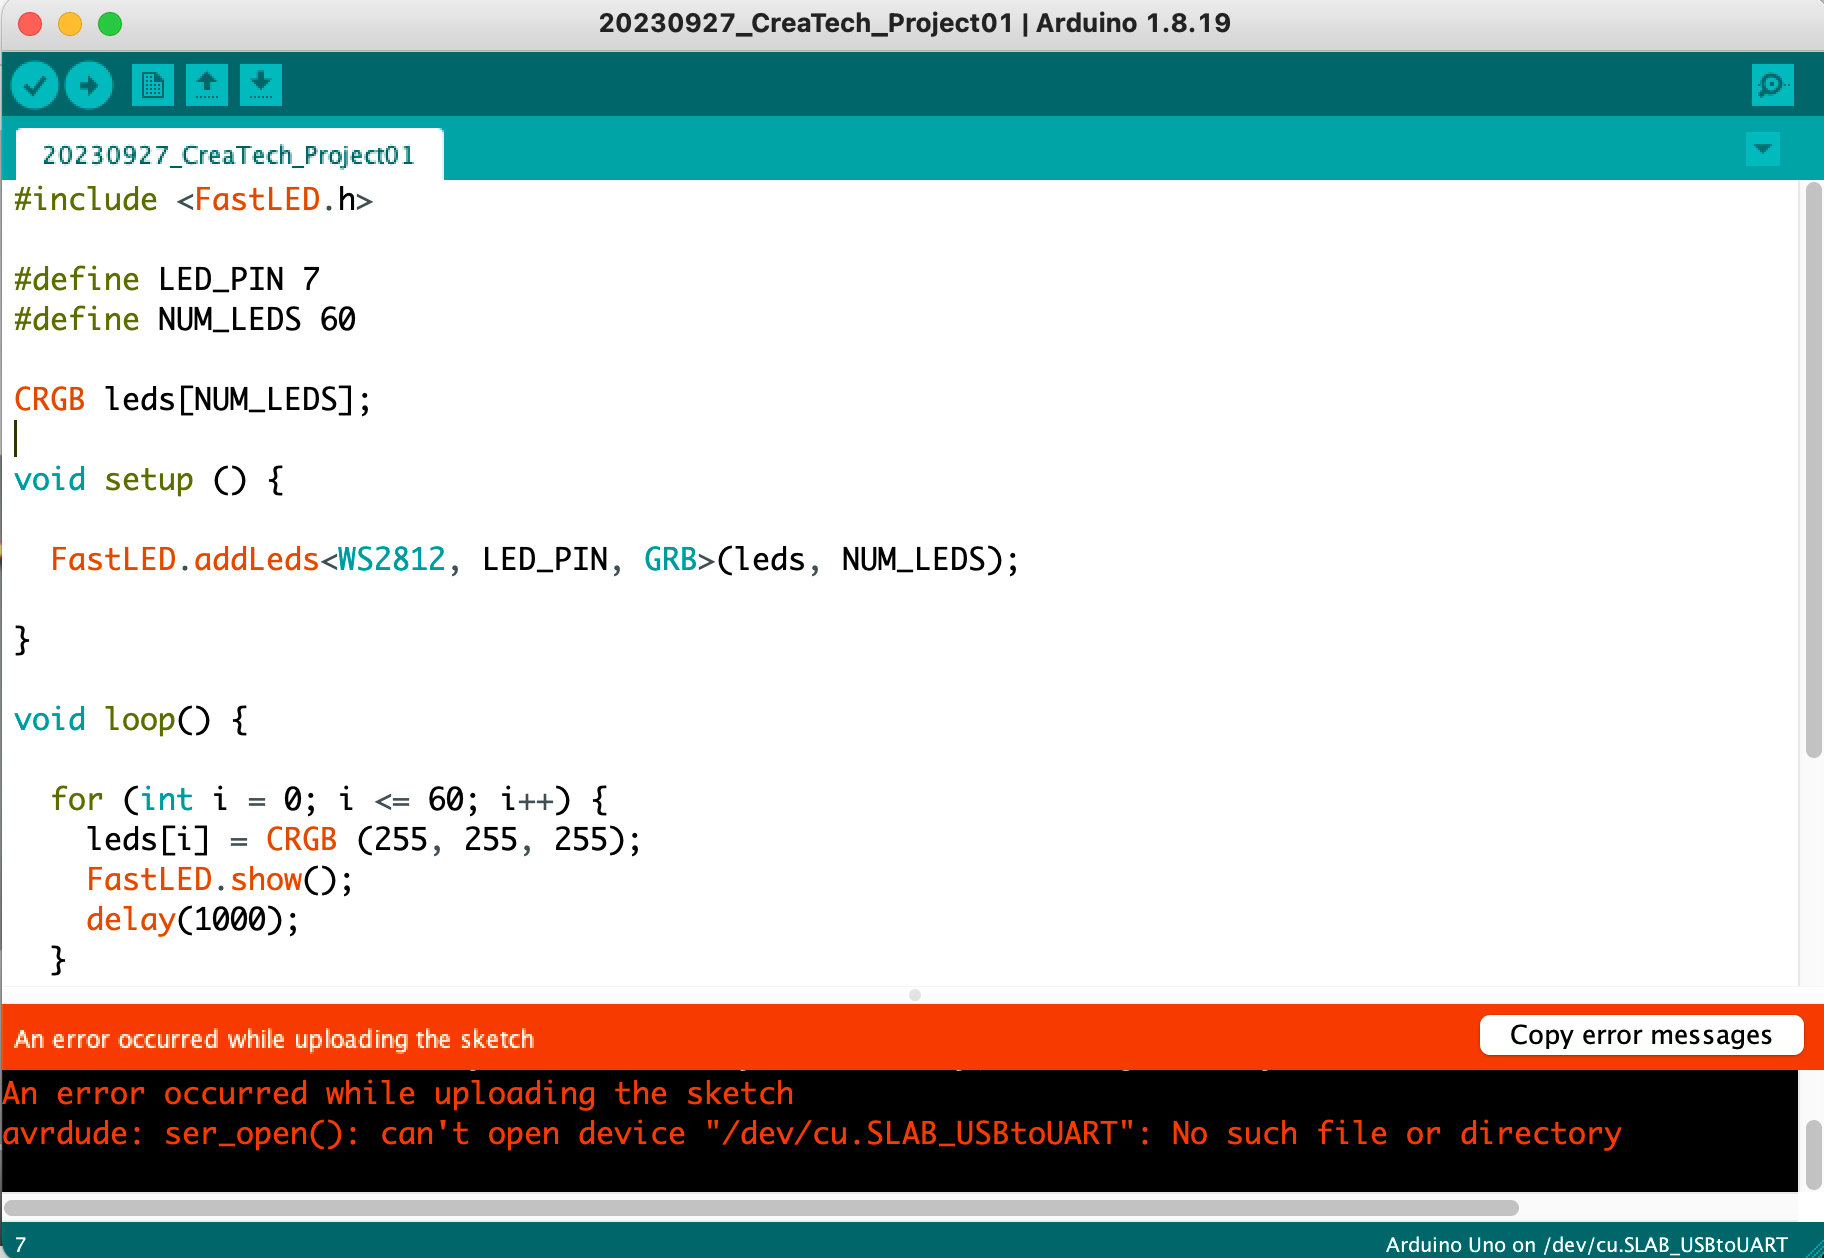 20230927_CreaTech_Project01 | Arduino 1.8.19
20230927_CreaTech_Project01
#include <FastLED.h>
#define LED_PIN 7
#define NUM_LEDS 60
CRGB leds[NUM_LEDS];
void setup () {
FastLED.addLeds<WS2812, LED_PIN, GRB>(leds, NUM_LEDS);
}
void loop() {
for (int i = 0; i <= 60; i++) {
leds[i] = CRGB (255, 255, 255);
FastLED.show();
delay(1000);
}
An error occurred while uploading the sketch
Copy error messages
An error occurred while uploading the sketch
avrdude: ser_open(): can't open device "/dev/cu.SLAB_USBtoUART": No such file or directory
7
Arduino Uno on /dev/cu.SLAB_USBtoUART